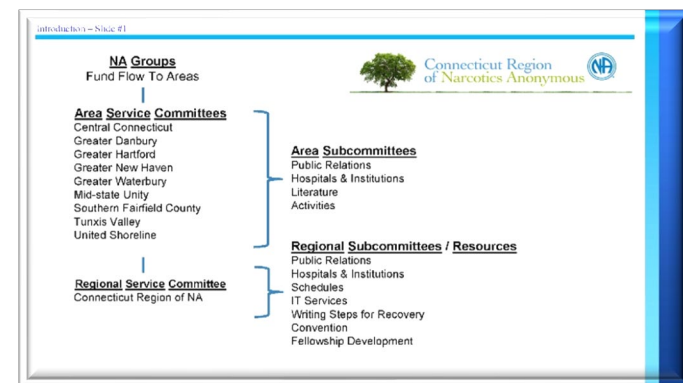 Introduction – Slide #1
NA Groups
Fund Flow To Areas
Area Service Committees
Central Connecticut
Greater Danbury
Greater Hartford
Greater New Haven
Greater Waterbury
Mid-state Unity
Southern Fairfield County
Tunxis Valley
United Shoreline
Regional Service Committee
Connecticut Region of NA
Connecticut Region
of Narcotics Anonymous
NA
Area Subcommittees
Public Relations
Hospitals & Institutions
Literature
Activities
Regional Subcommittees / Resources
Public Relations
Hospitals & Institutions
Schedules
IT Services
Writing Steps for Recovery
Convention
Fellowship Development